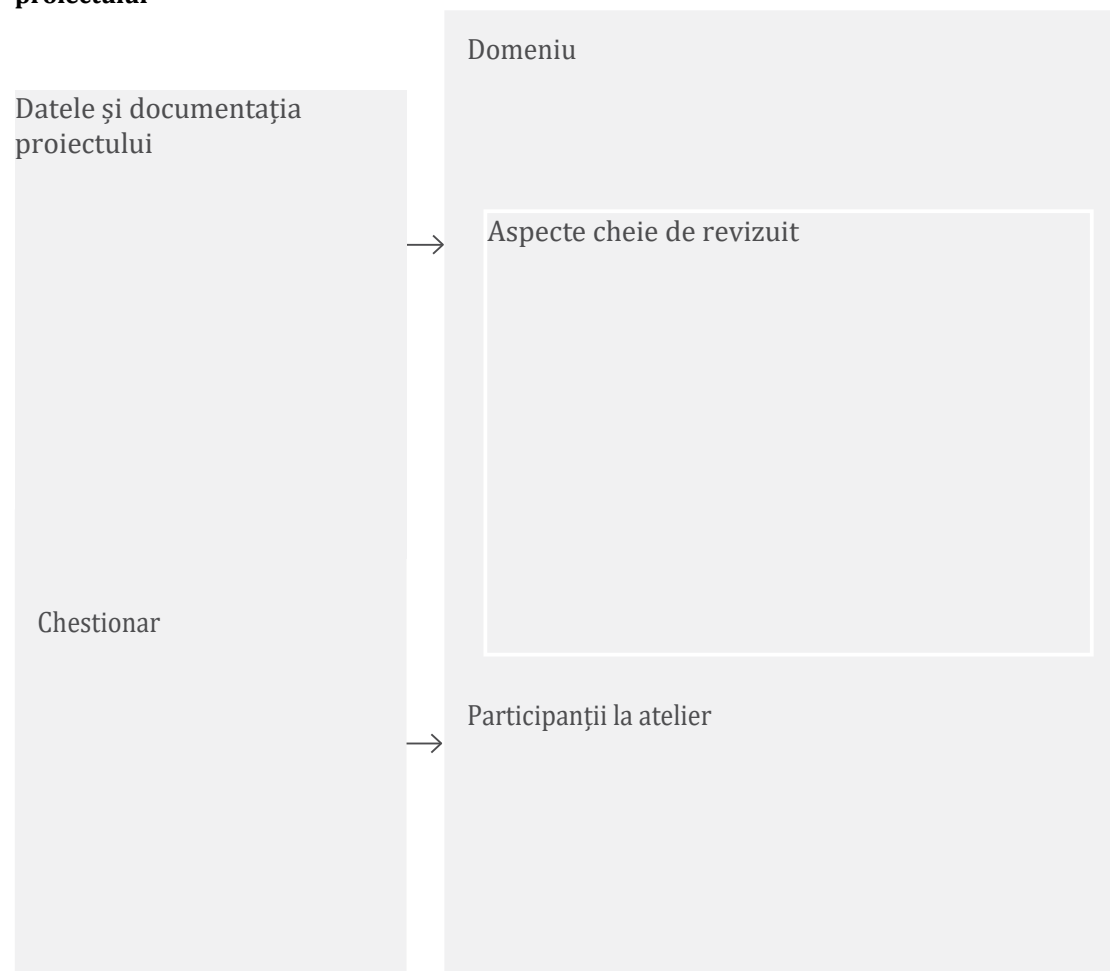 proiectului
Domeniu
Datele și documentația
proiectului
Aspecte cheie de revizuit
Chestionar
Participanții la atelier